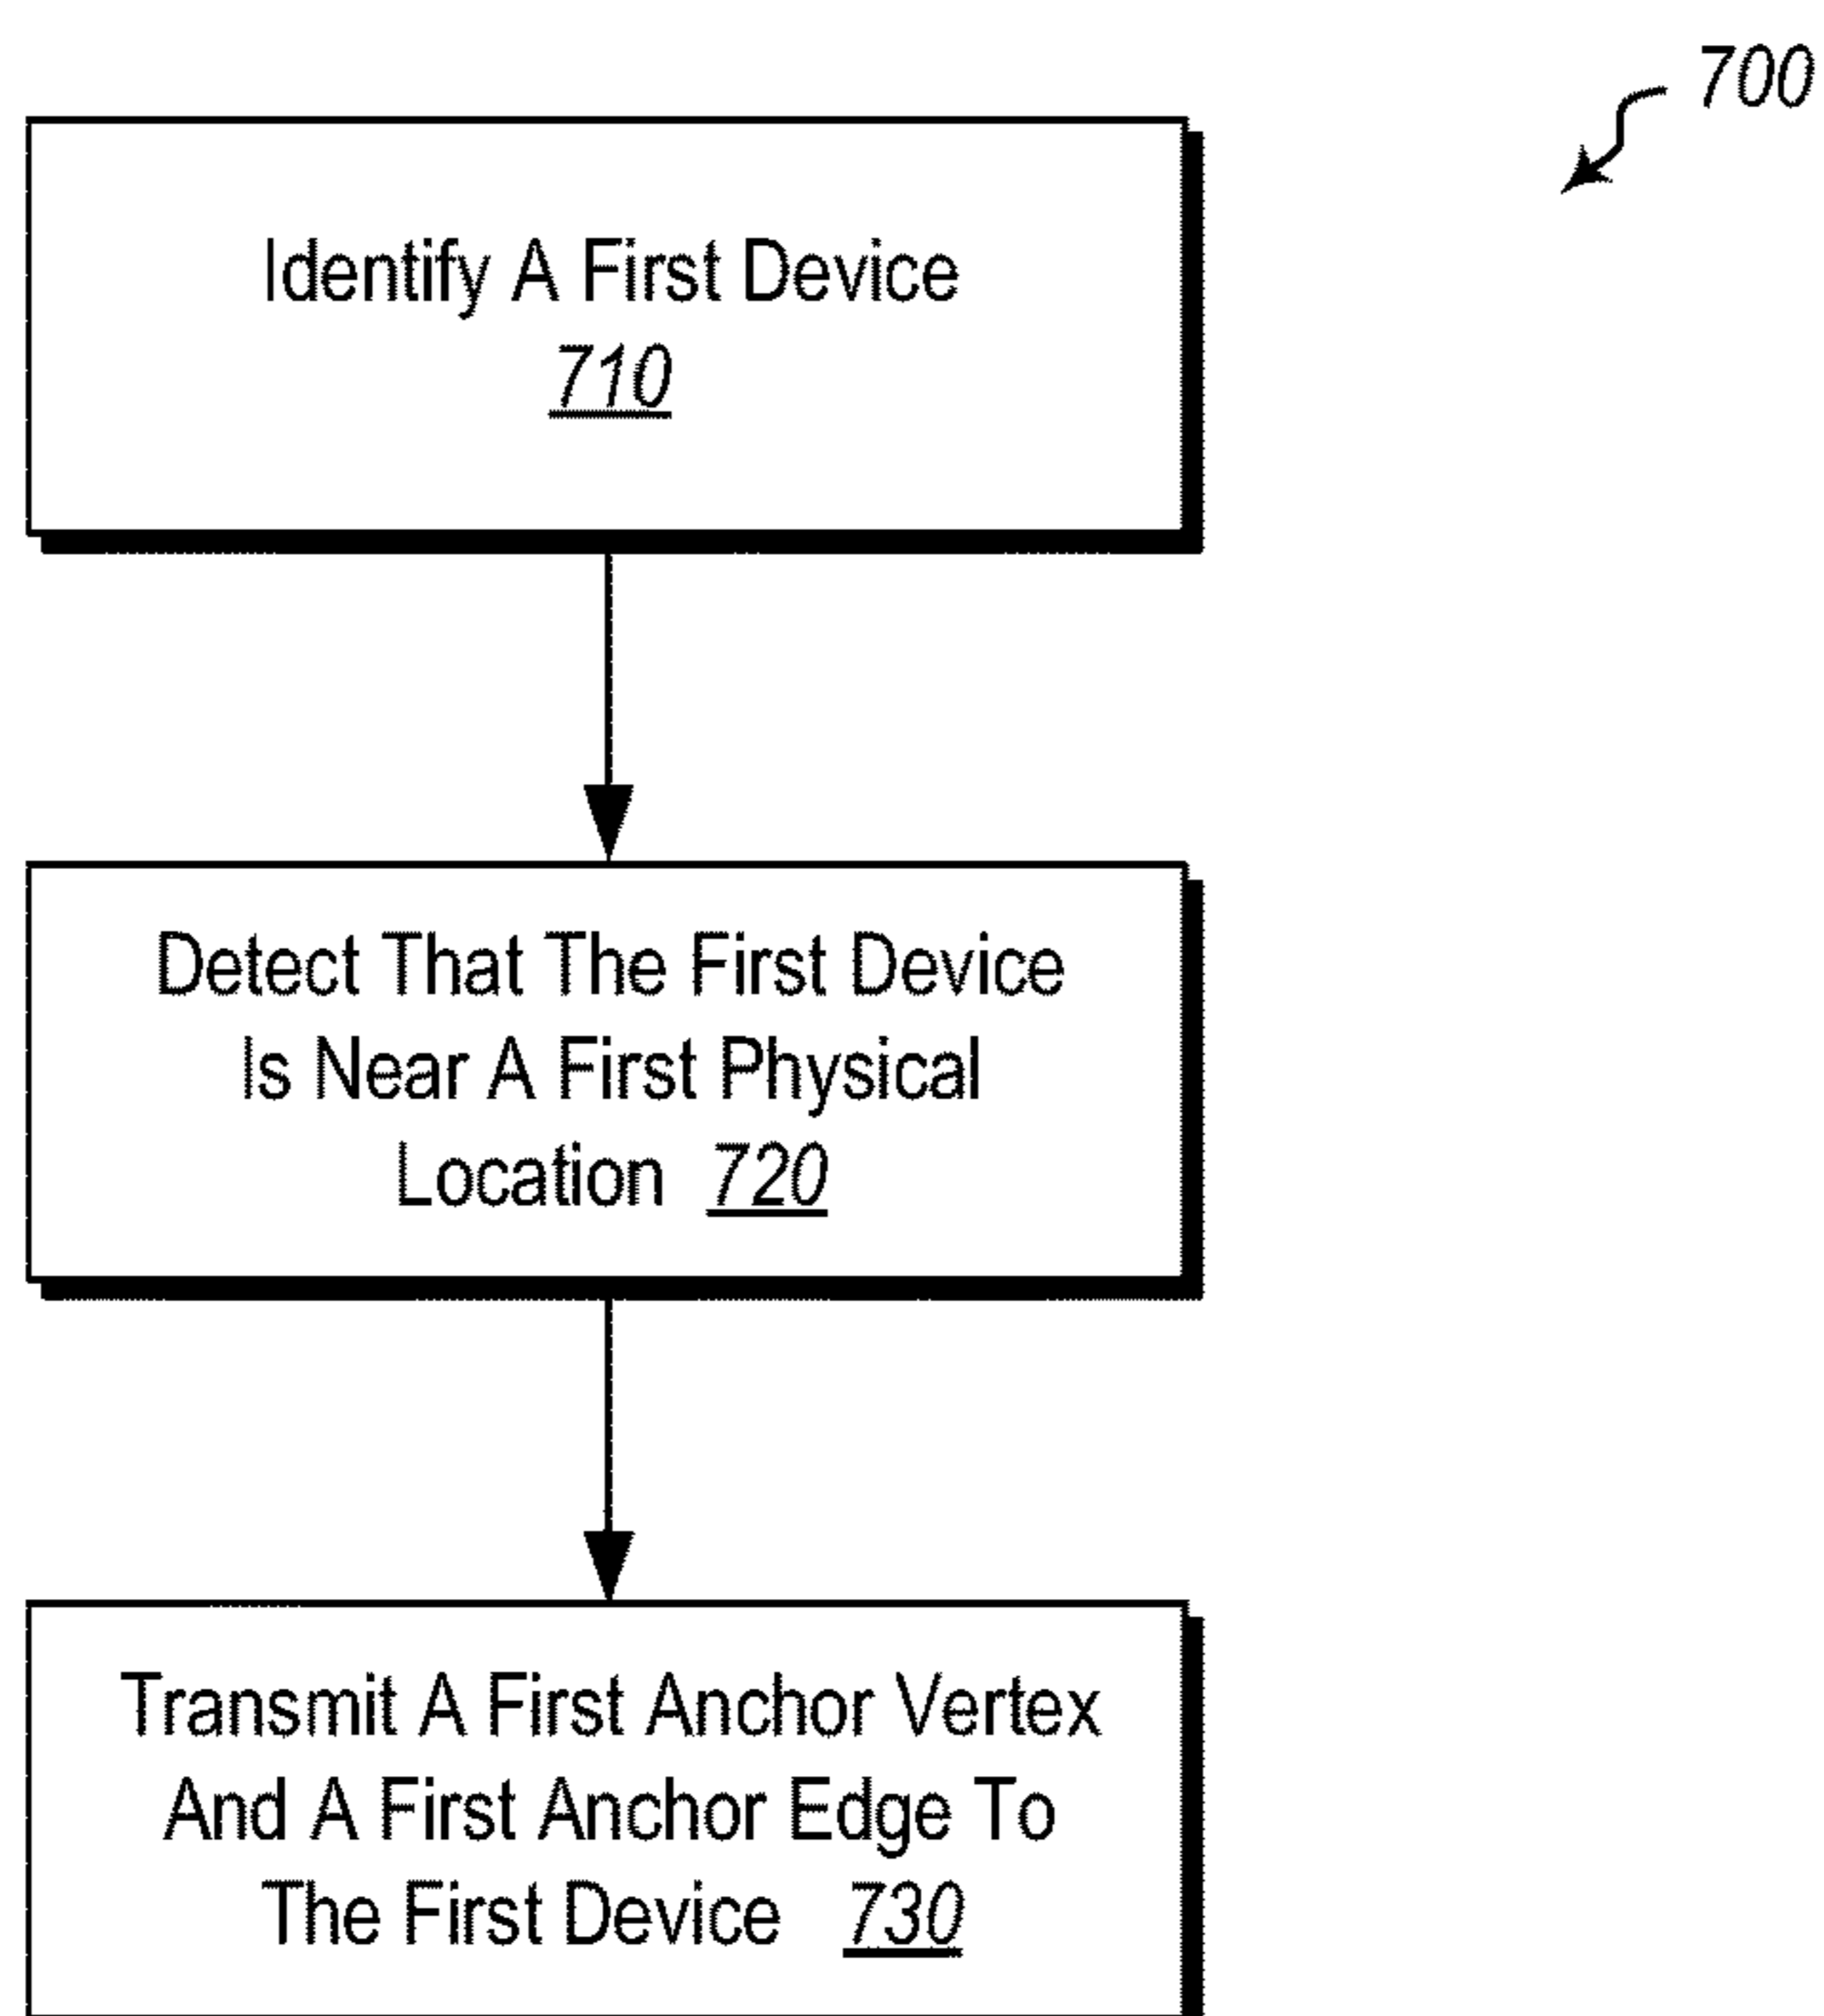 700
Identify A First Device
710
Detect That The First Device
Is Near A First Physical
Location 720
Transmit A First Anchor Vertex
And A First Anchor Edge To
The First Device 730